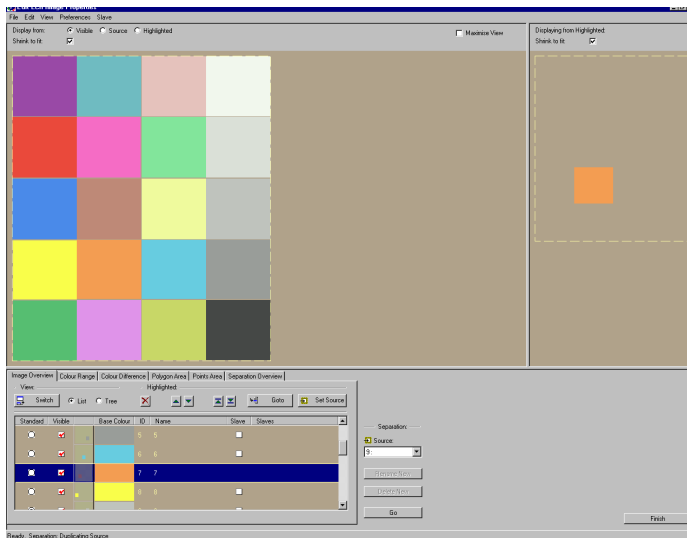 File Edit View Preferences Slave
Display from: Visible Source Highlighted
Maximize View
Shrink to fit:
Displaying from Highlighted:
Shrink to fit:
Image Overview Colour Range Colour Difference Polygon Area Points Area Separation Overview
View: Highlighted:
Switch List Tree Goto Set Source
Standard Visible Base Colour ID Name Slave Slaves
5 5
6 6
7 7
8 8
Separation:
Source:
9:
Rename New
Delete New
Go
Finish
Ready Separation: Duplicating Source